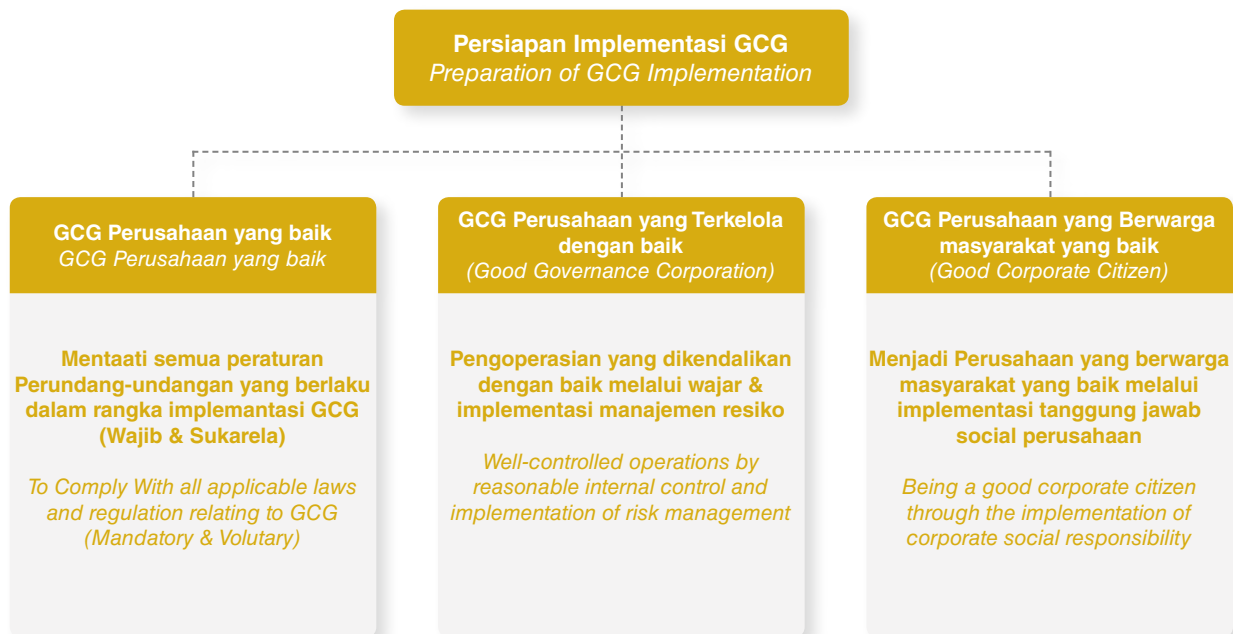 Persiapan Implementasi GCG
Preparation of GCG Implementation
GCG Perusahaan yang baik
GCG Perusahaan yang baik
Mentaati semua peraturan
Perundang-undangan yang berlaku
dalam rangka implemantasi GCG
(Wajib & Sukarela)
To Comply With all applicable laws
and regulation relating to GCG
(Mandatory & Volutary)
GCG Perusahaan yang Terkelola
dengan baik
(Good Governance Corporation)
Pengoperasian yang dikendalikan
dengan baik melalui wajar &
implementasi manajemen resiko
Well-controlled operations by
reasonable internal control and
implementation of risk management
GCG Perusahaan yang Berwarga
masyarakat yang baik
(Good Corporate Citizen)
Menjadi Perusahaan yang berwarga
masyarakat yang baik melalui
implementasi tanggung jawab
social perusahaan
Being a good corporate citizen
through the implementation of
corporate social responsibility